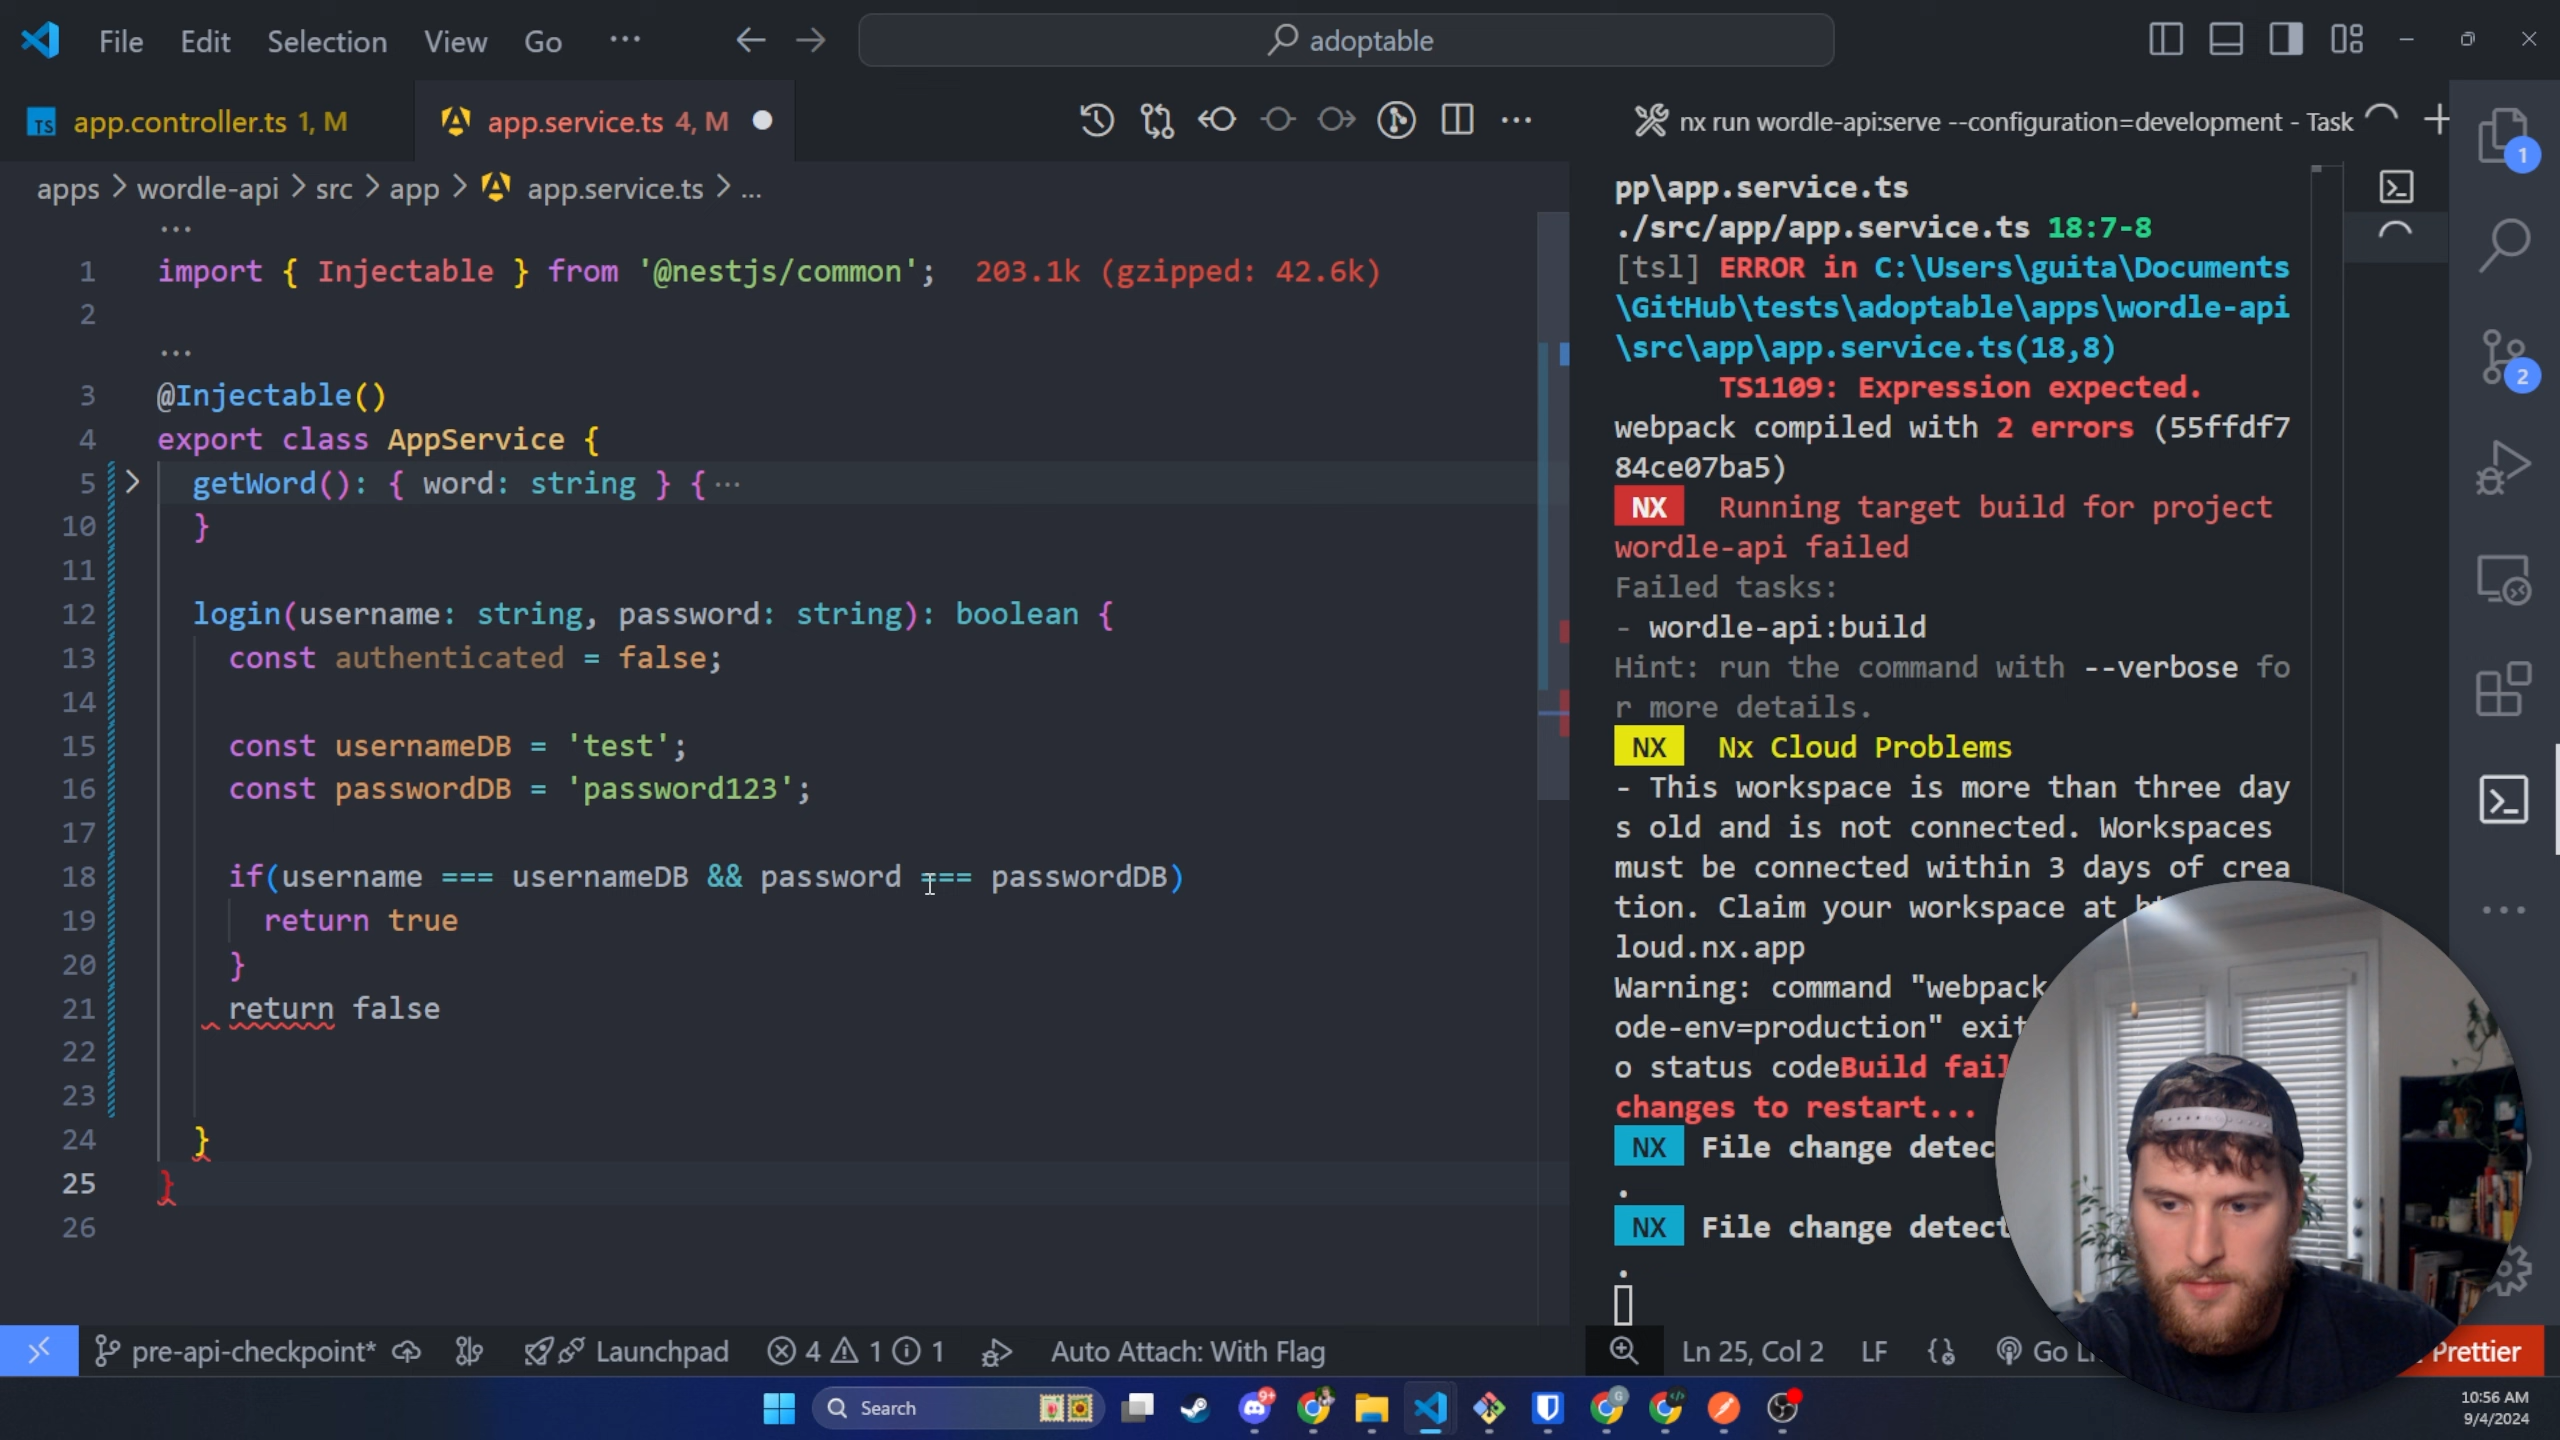 File Edit Selection View Go ... adoptable
app.controller.ts 1, M app.service.ts 4, M
nx run wordle-api:serve --configuration=development - Task
apps > wordle-api > src > app > app.service.ts > ...
1 import { Injectable } from '@nestjs/common'; 203.1k (gzipped: 42.6k)
2
3 @Injectable()
4 export class AppService {
5 getWord(): { word: string } { ...
10 }
11
12 login(username: string, password: string): boolean {
13 const authenticated = false;
14
15 const usernameDB = 'test';
16 const passwordDB = 'password123';
17
18 if(username === usernameDB && password === passwordDB)
19 return true
20 }
21 return false
22
23
24 }
25 }
26
pp\app.service.ts
./src/app/app.service.ts 18:7-8
[tsl] ERROR in C:\Users\guita\Documents
\GitHub\tests\adoptable\apps\wordle-api
\src\app\app.service.ts(18,8)
TS1109: Expression expected.
webpack compiled with 2 errors (55ffdf7
84ce07ba5)
NX Running target build for project
wordle-api failed
Failed tasks:
- wordle-api:build
Hint: run the command with --verbose fo
r more details.
NX Nx Cloud Problems
- This workspace is more than three day
s old and is not connected. Workspaces
must be connected within 3 days of crea
tion. Claim your workspace at
loud.nx.app
Warning: command "webpack
ode-env=production" exit
o status codeBuild fail
changes to restart...
NX File change detec
.
NX File change detect
.
1
2
pre-api-checkpoint* Launchpad 4 1 1 Auto Attach: With Flag Ln 25, Col 2 LF Go Prettier
Search 9+
10:56 AM
9/4/2024